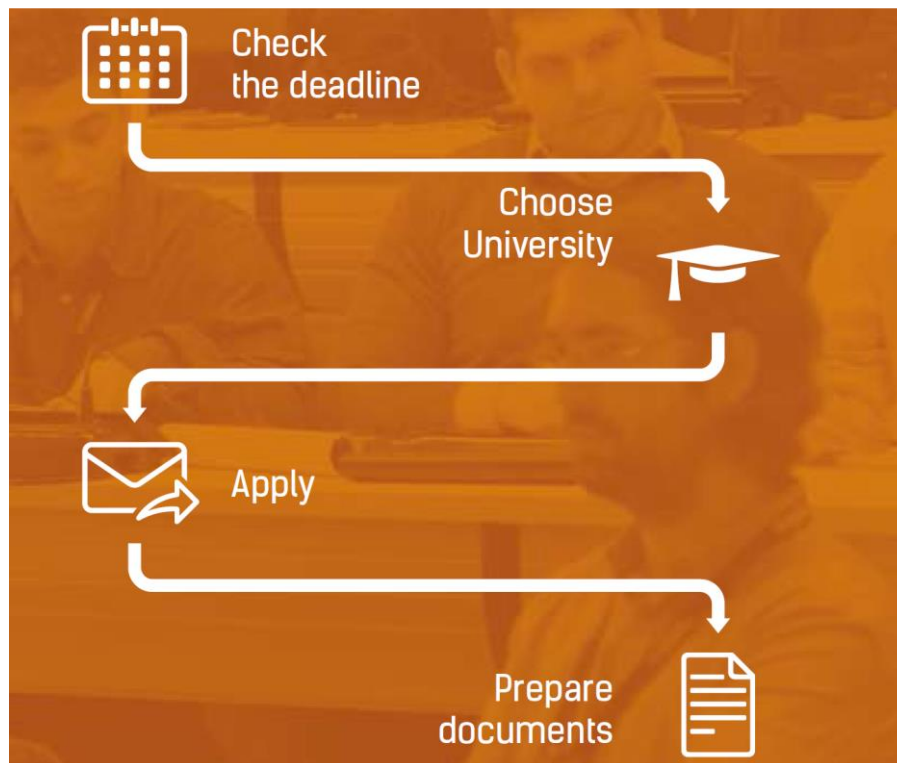 Check
the deadline
Choose
University
Apply
Prepare
documents